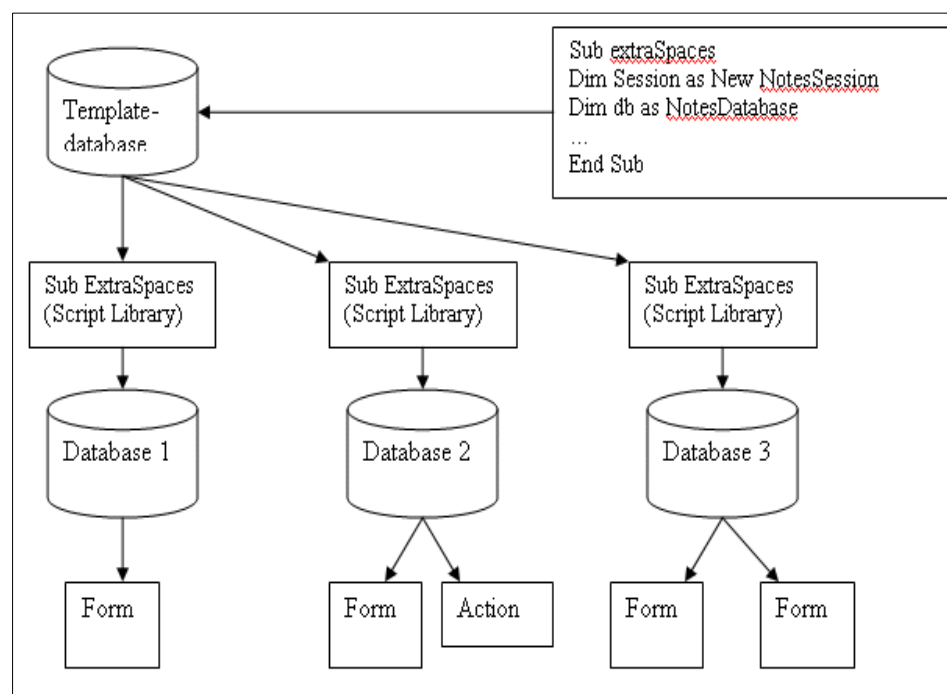 Sub extraSpaces
Dim Session as New NotesSession
Dim db as NotesDatabase
...
End Sub
Template-
database
Sub ExtraSpaces
(Script Library)
Sub ExtraSpaces
(Script Library)
Sub ExtraSpaces
(Script Library)
Database 1
Database 2
Database 3
Form
Form
Action
Form
Form